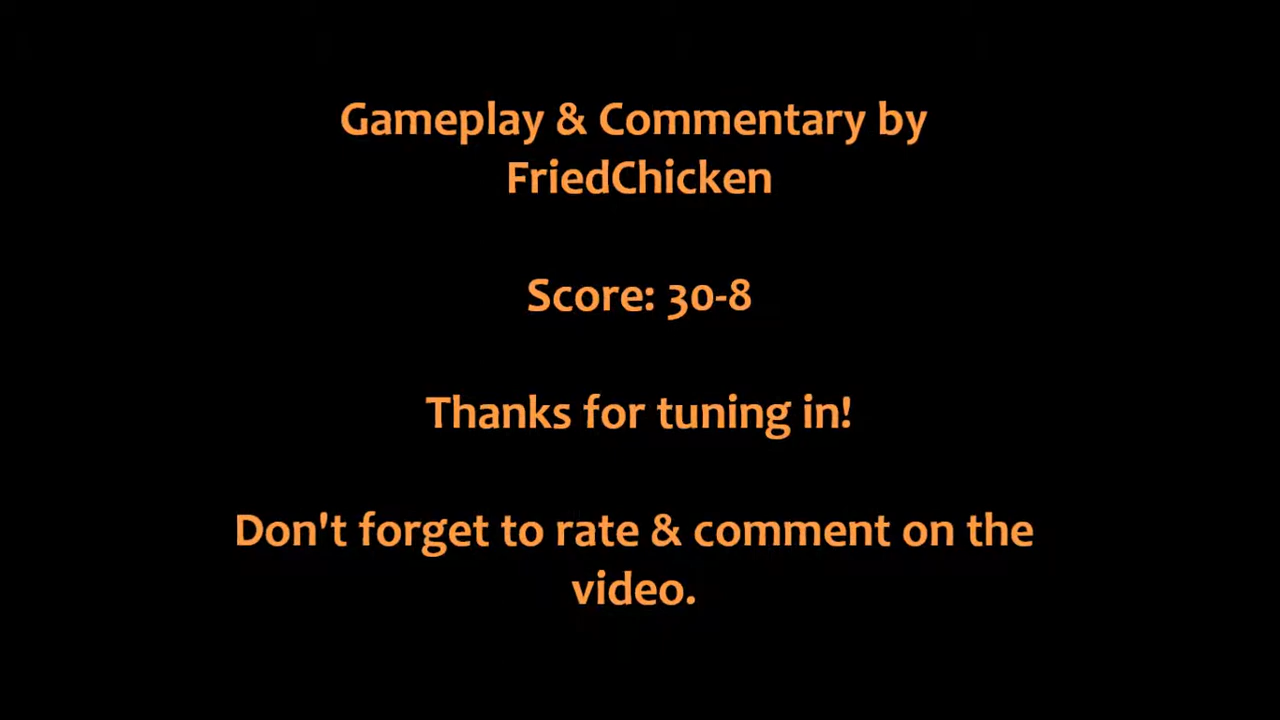 Gameplay & Commentary by
FriedChicken
Score: 30-8
Thanks for tuning in!
Don't forget to rate & comment on the
video.